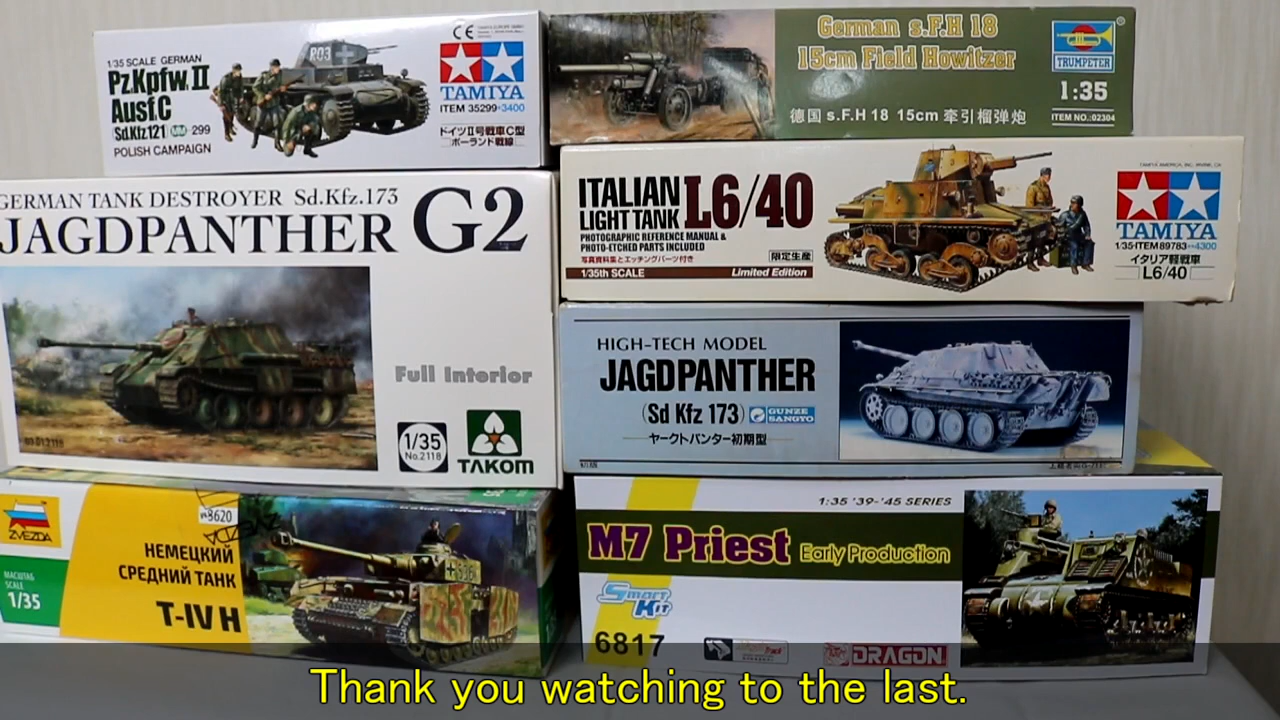 1/35 SCALE GERMAN
Pz.Kpfw.II
Ausf.C
Sd.Kfz.121 MM 299
POLISH CAMPAIGN
R03
CE
TAMIYA
ITEM 35299 3400
ドイツII号戦車C型
ポーランド戦線
German s.F.H 18
15cm Field Howitzer
德国 s.F.H 18 15cm 牵引榴弹炮
TRUMPETER
1:35
ITEM NO.:02304
GERMAN TANK DESTROYER Sd.Kfz.173
JAGDPANTHER G2
Full Interior
1/35
No.2118
TAKOM
ITALIAN
LIGHT TANK
L6/40
PHOTOGRAPHIC REFERENCE MANUAL &
PHOTO-ETCHED PARTS INCLUDED
写真資料集とエッチングパーツ付き
限定生産
1/35th SCALE
Limited Edition
TAMIYA
1/35 ITEM 89783 4300
イタリア軽戦車
L6/40
HIGH-TECH MODEL
JAGDPANTHER
(Sd Kfz 173)
GUNZE
SANGYO
ヤークトパンター初期型
ZVEZDA
МАСШТАБ
SCALE
1/35
3620
НЕМЕЦКИЙ
СРЕДНИЙ ТАНК
T-IV H
1:35 '39-'45 SERIES
M7 Priest Early Production
Smart
Kit
6817
DRAGON
Thank you watching to the last.